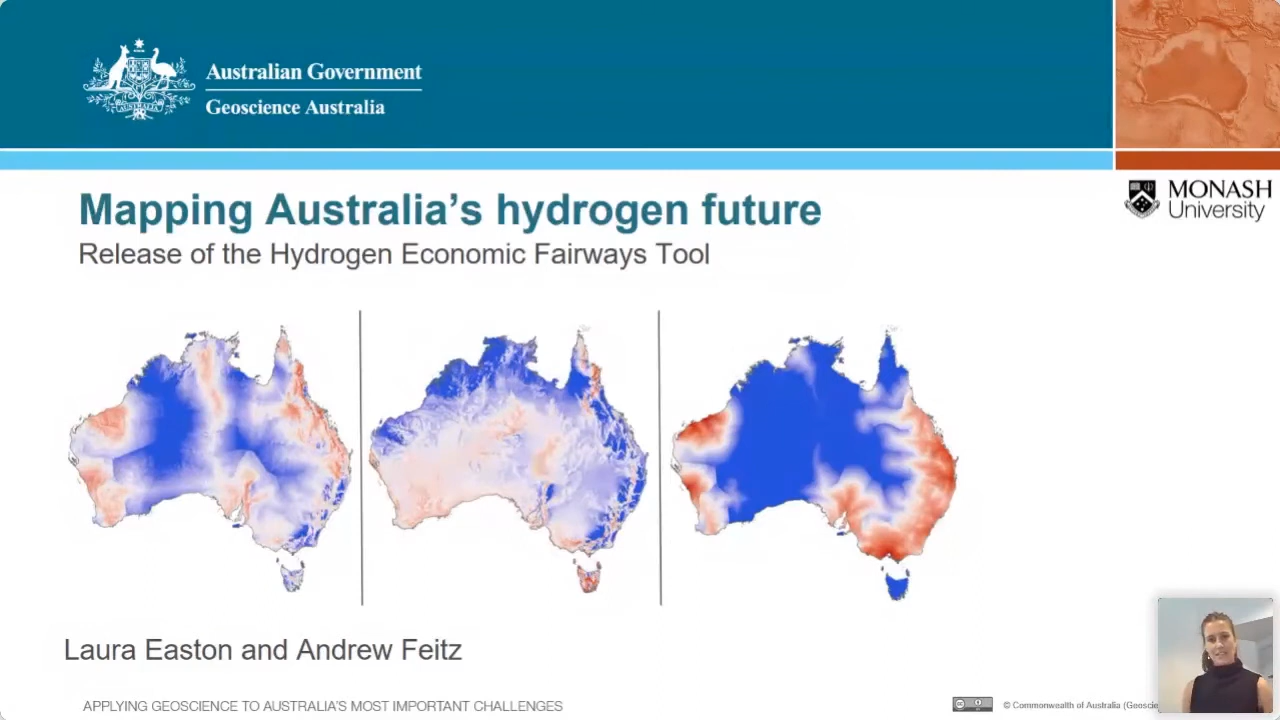 Australian Government
Geoscience Australia
MONASH
University
Mapping Australia's hydrogen future
Release of the Hydrogen Economic Fairways Tool
Laura Easton and Andrew Feitz
APPLYING GEOSCIENCE TO AUSTRALIA'S MOST IMPORTANT CHALLENGES
© Commonwealth of Australia (Geoscie